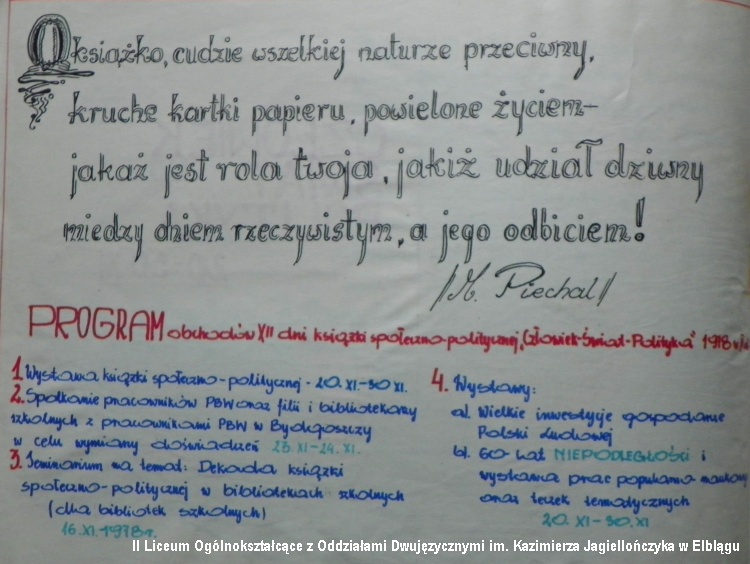 O książko, cudzie wszelkiej naturze przeciwny,
kruche kartki papieru, powielone życiem-
jakaż jest rola twoja, jakiż udział dziwny
między dniem rzeczywistym, a jego odbiciem!
/M. Piechal/
PROGRAM obchodów XII dni książki społeczno-politycznej „Człowiek-Świat-Polityka" 1978
1. Wystawa książki społeczno-politycznej - 20. XI-30 XI.
2. Spotkanie pracowników PBW oraz filii i bibliotekarzy
szkolnych z pracownikami PBW w Bydgoszczy
w celu wymiany doświadczeń 23. XI-24. XI.
3. Seminarium na temat: Dekada książki
społeczno-politycznej w bibliotekach szkolnych
(dla bibliotek szkolnych)
16. XI. 1978 r.
4. Wystawy:
a). Wielkie inwestycje gospodarcze
Polski Ludowej
b). 60 lat NIEPODLEGŁOŚCI i
wystawa prac popularno-naukowych
oraz teczek tematycznych
20. XI-30. XI
II Liceum Ogólnokształcące z Oddziałami Dwujęzycznymi im. Kazimierza Jagiellończyka w Elblągu